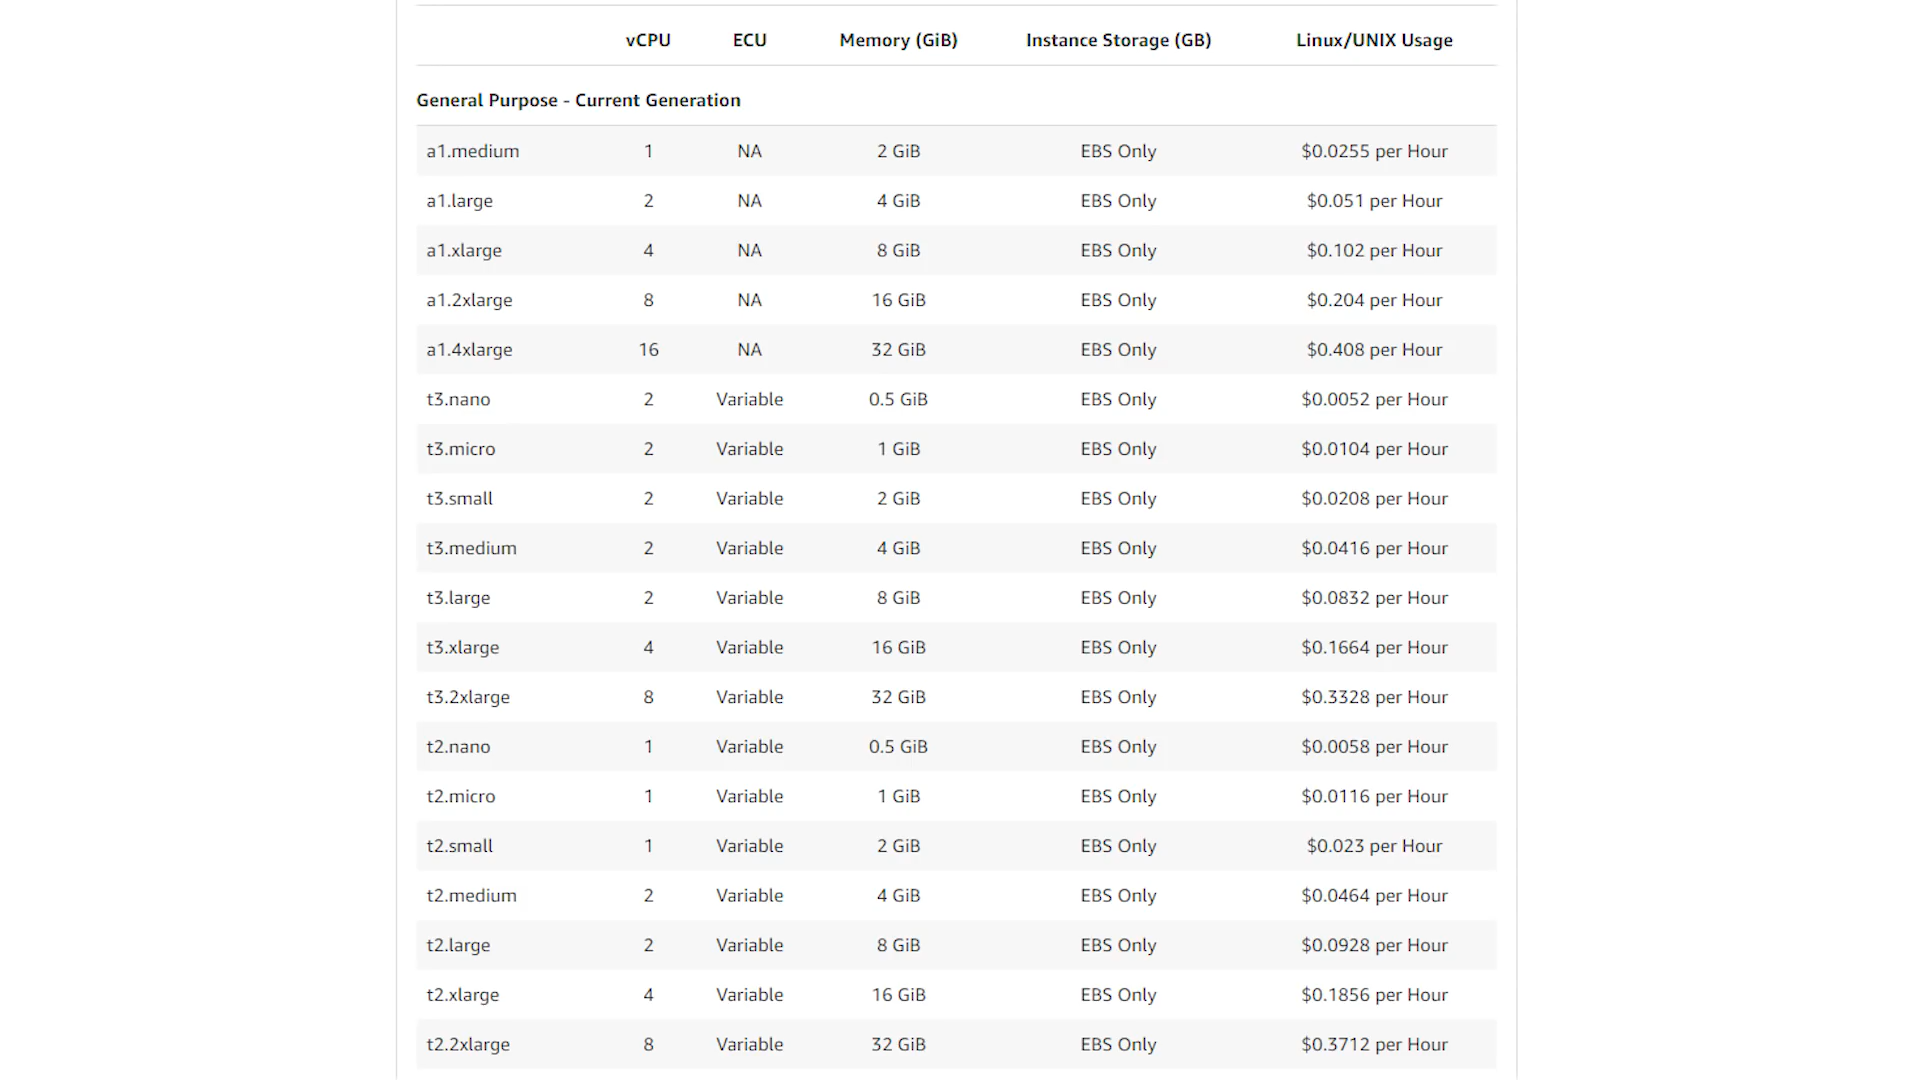 vCPU ECU Memory (GiB) Instance Storage (GB) Linux/UNIX Usage
General Purpose - Current Generation
a1.medium 1 NA 2 GiB EBS Only $0.0255 per Hour
a1.large 2 NA 4 GiB EBS Only $0.051 per Hour
a1.xlarge 4 NA 8 GiB EBS Only $0.102 per Hour
a1.2xlarge 8 NA 16 GiB EBS Only $0.204 per Hour
a1.4xlarge 16 NA 32 GiB EBS Only $0.408 per Hour
t3.nano 2 Variable 0.5 GiB EBS Only $0.0052 per Hour
t3.micro 2 Variable 1 GiB EBS Only $0.0104 per Hour
t3.small 2 Variable 2 GiB EBS Only $0.0208 per Hour
t3.medium 2 Variable 4 GiB EBS Only $0.0416 per Hour
t3.large 2 Variable 8 GiB EBS Only $0.0832 per Hour
t3.xlarge 4 Variable 16 GiB EBS Only $0.1664 per Hour
t3.2xlarge 8 Variable 32 GiB EBS Only $0.3328 per Hour
t2.nano 1 Variable 0.5 GiB EBS Only $0.0058 per Hour
t2.micro 1 Variable 1 GiB EBS Only $0.0116 per Hour
t2.small 1 Variable 2 GiB EBS Only $0.023 per Hour
t2.medium 2 Variable 4 GiB EBS Only $0.0464 per Hour
t2.large 2 Variable 8 GiB EBS Only $0.0928 per Hour
t2.xlarge 4 Variable 16 GiB EBS Only $0.1856 per Hour
t2.2xlarge 8 Variable 32 GiB EBS Only $0.3712 per Hour